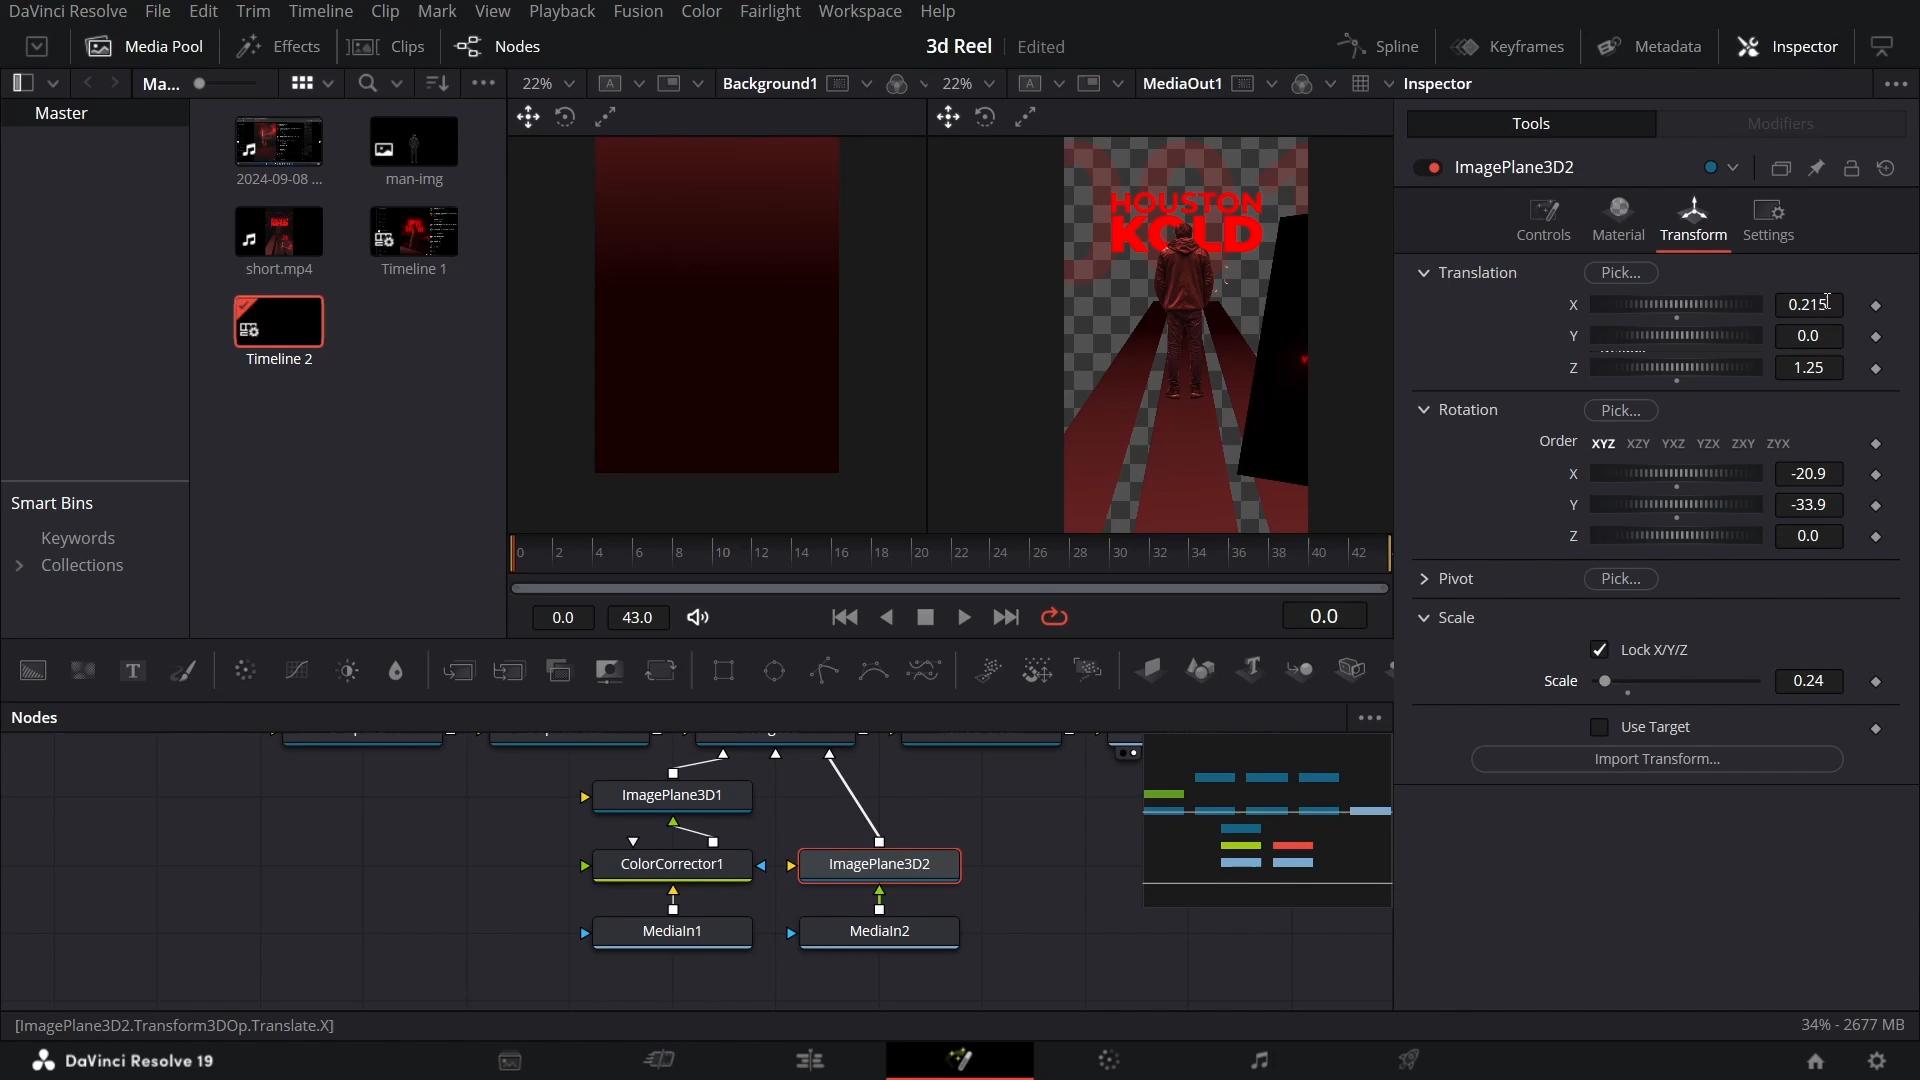 DaVinci Resolve File Edit Trim Timeline Clip Mark View Playback Fusion Color Fairlight Workspace Help
Media Pool Effects Clips Nodes 3d Reel Edited Spline Keyframes Metadata Inspector
Ma... 22% A Background1 22% A MediaOut1 Inspector
Master
2024-09-08 ...
man-img
short.mp4
Timeline 1
Timeline 2
Smart Bins
Keywords
Collections
HOUSTON
KOLD
0 2 4 6 8 10 12 14 16 18 20 22 24 26 28 30 32 34 36 38 40 42
0.0 43.0 0.0
Tools Modifiers
ImagePlane3D2
Controls Material Transform Settings
Translation Pick...
X 0.215
Y 0.0
Z 1.25
Rotation Pick...
Order XYZ XZY YXZ YZX ZXY ZYX
X -20.9
Y -33.9
Z 0.0
Pivot Pick...
Scale
Lock X/Y/Z
Scale 0.24
Use Target
Import Transform...
T
Nodes
ImagePlane3D1
ColorCorrector1 ImagePlane3D2
MediaIn1 MediaIn2
[ImagePlane3D2.Transform3DOp.Translate.X] 34% - 2677 MB
DaVinci Resolve 19